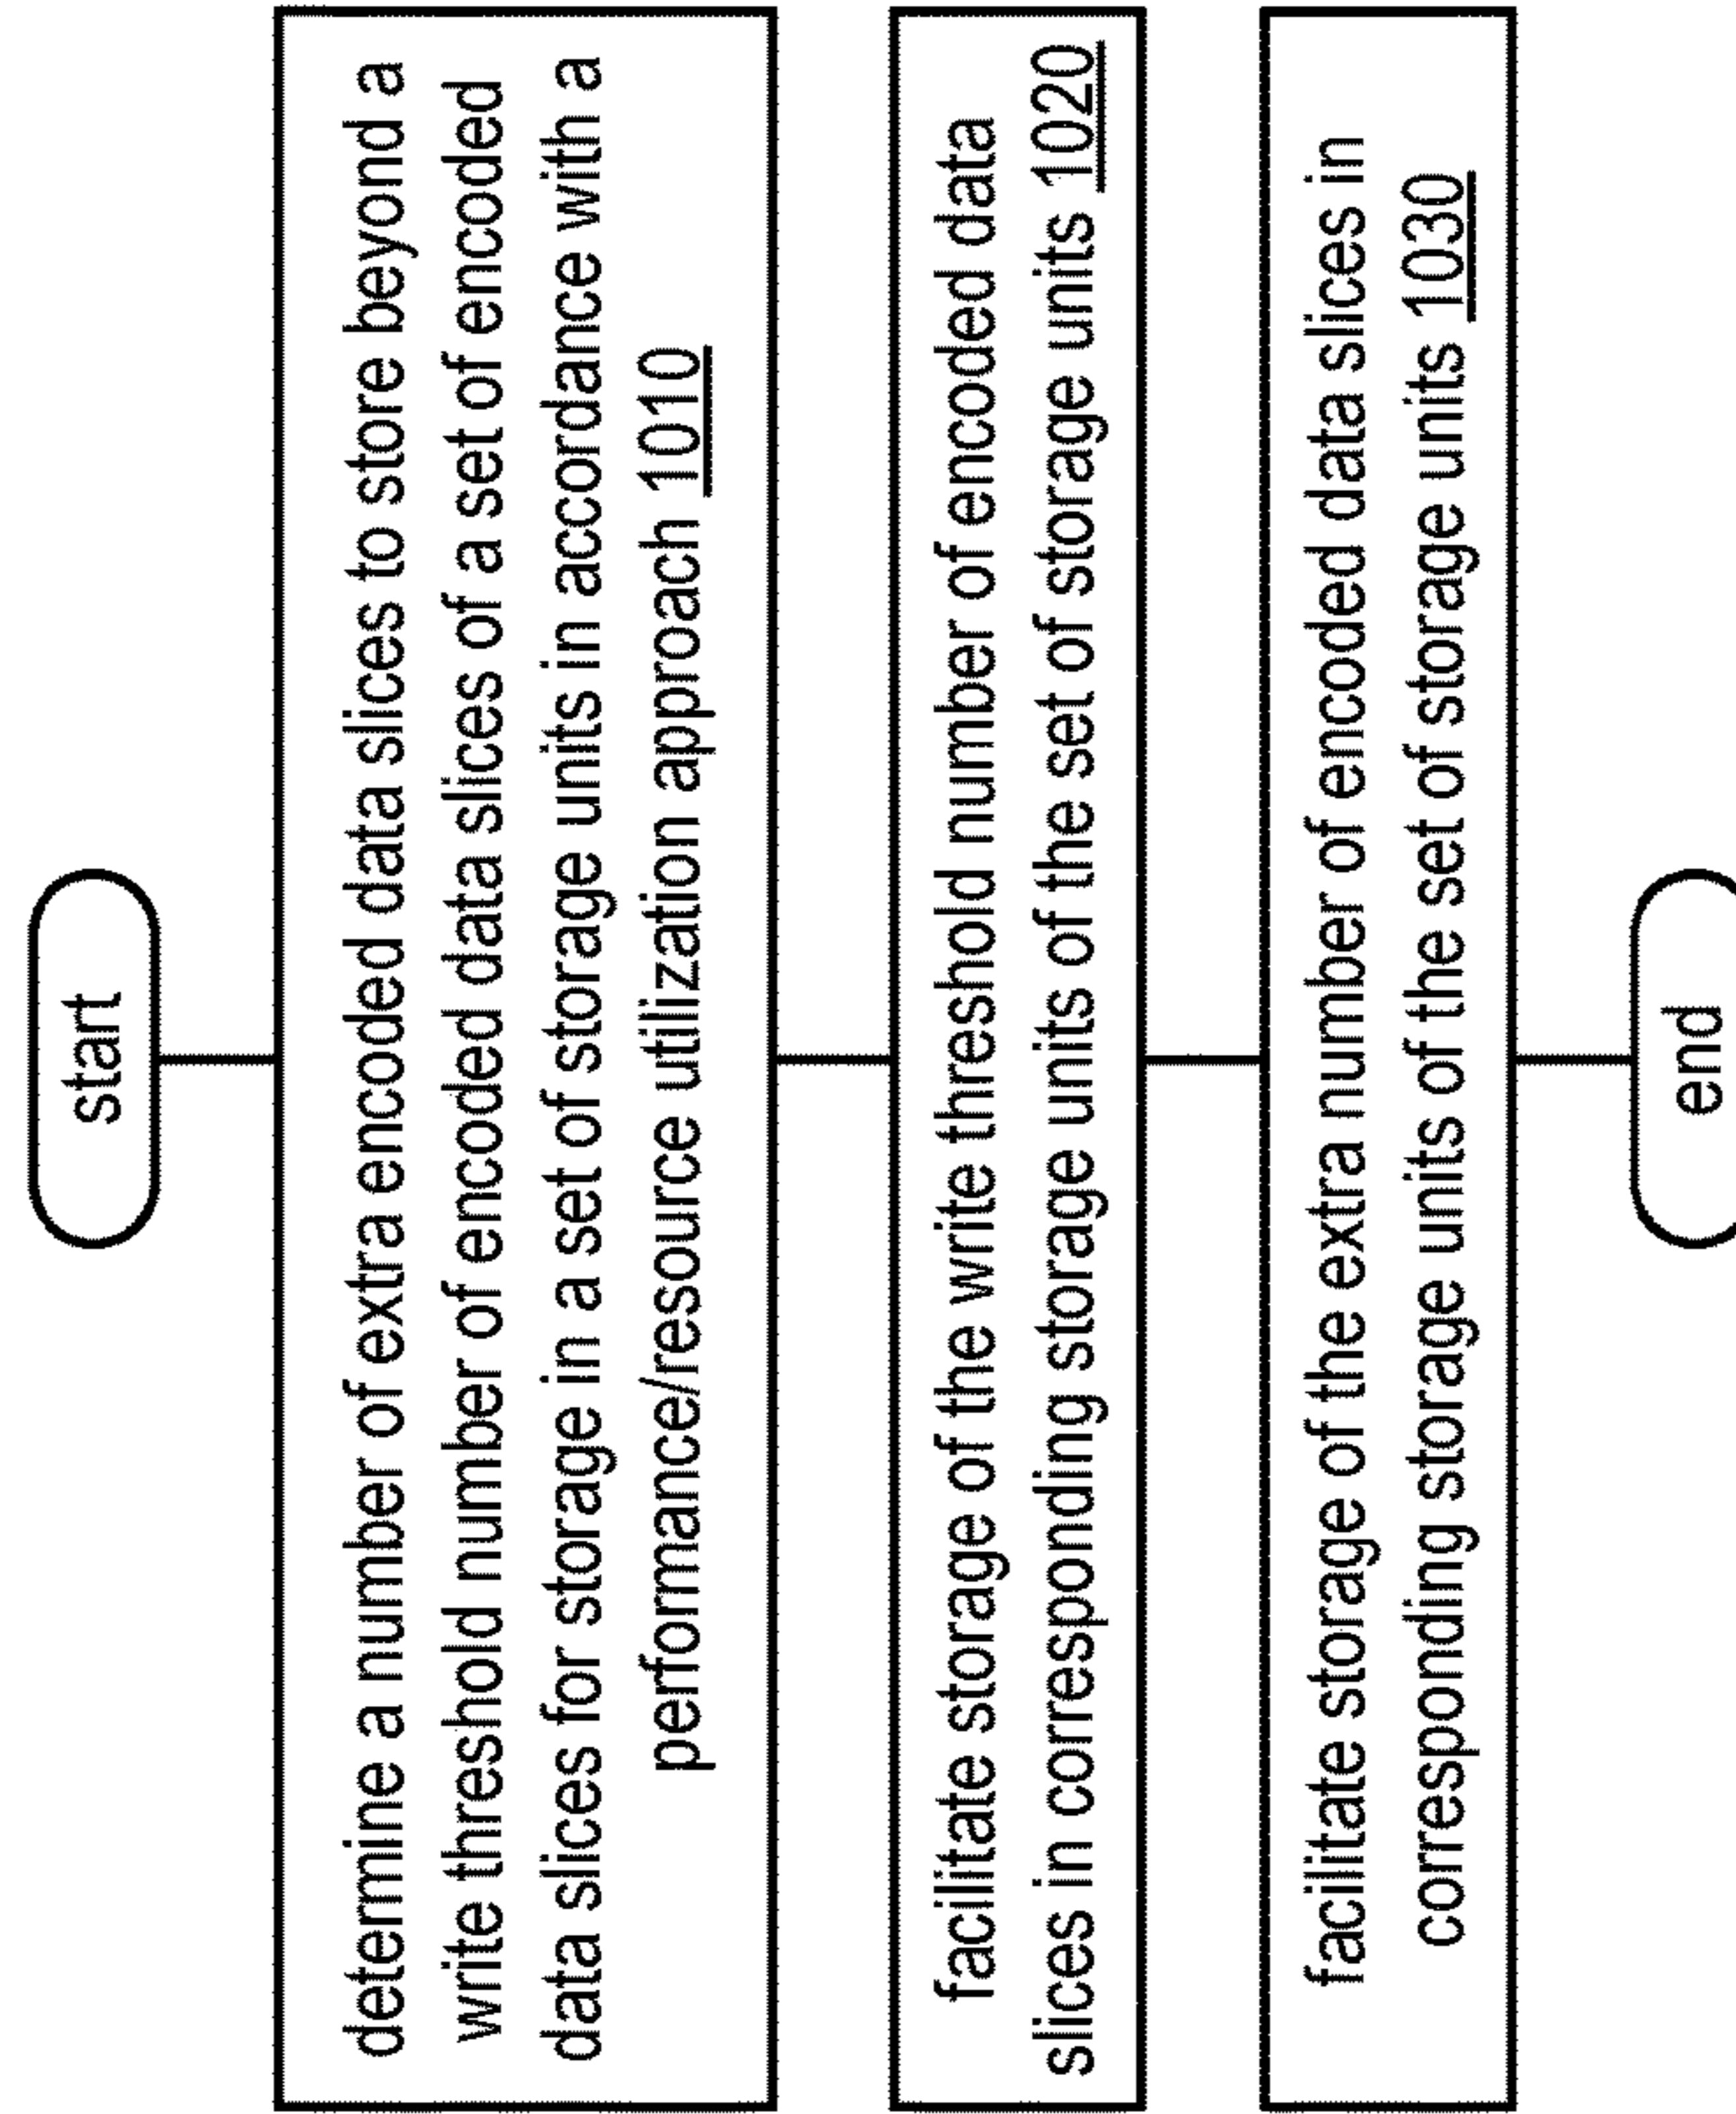 start
determine a number of extra encoded data slices to store beyond a
write threshold number of encoded data slices of a set of encoded
data slices for storage in a set of storage units in accordance with a
performance/resource utilization approach 1010
facilitate storage of the write threshold number of encoded data
slices in corresponding storage units of the set of storage units 1020
facilitate storage of the extra number of encoded data slices in
corresponding storage units of the set of storage units 1030
end